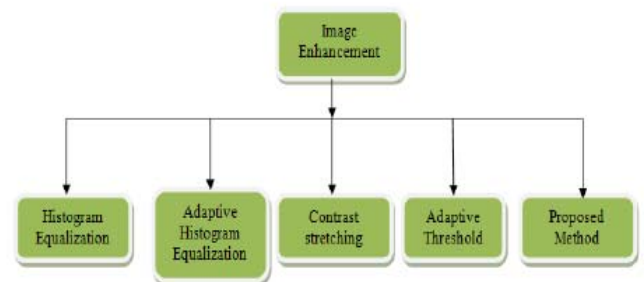 Image
Enhancement
Histogram
Equalization
Adaptive
Histogram
Equalization
Contrast
stretching
Adaptive
Threshold
Proposed
Method